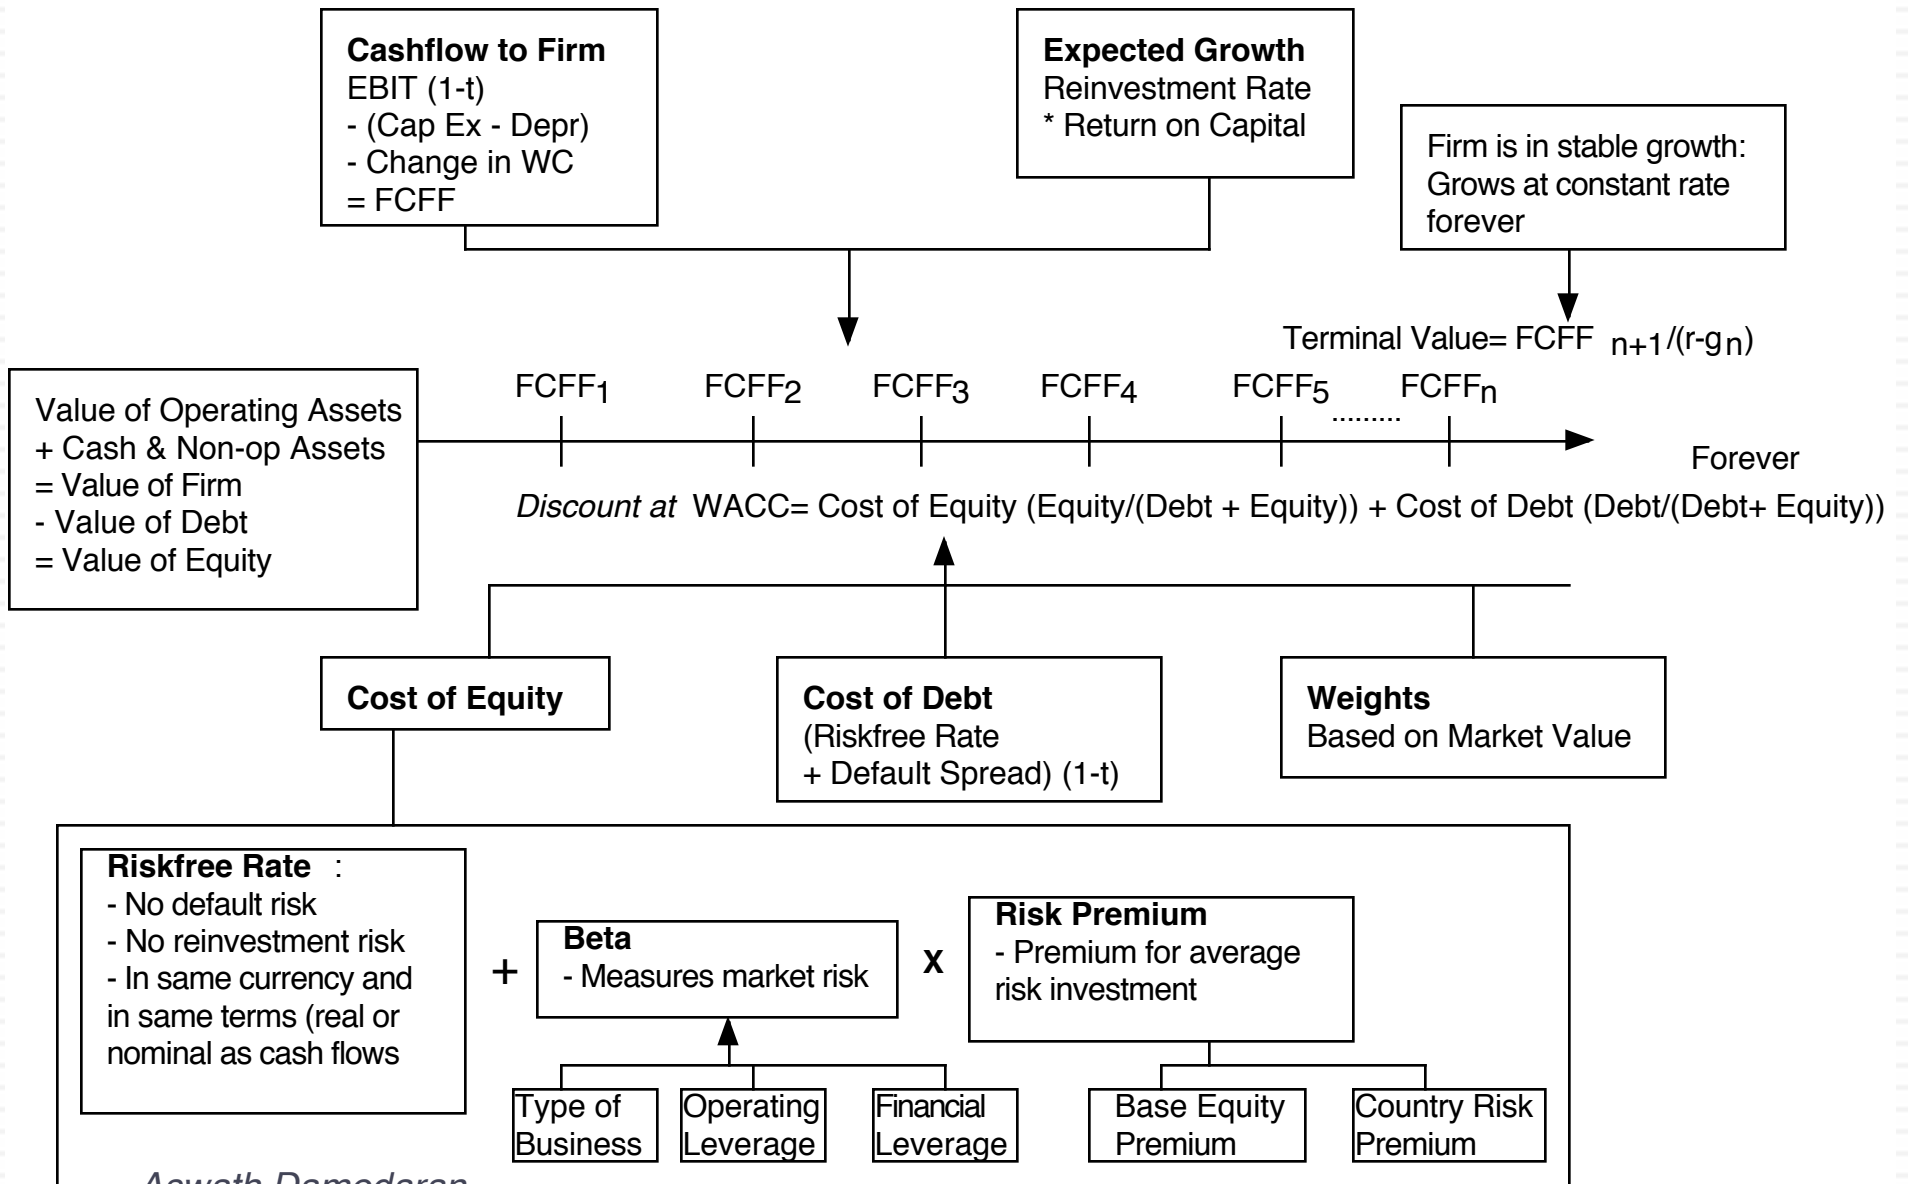 Cashflow to Firm
EBIT (1-t)
- (Cap Ex - Depr)
- Change in WC
= FCFF
Expected Growth
Reinvestment Rate
* Return on Capital
Firm is in stable growth:
Grows at constant rate
forever
Terminal Value= FCFF n+1/(r-gn)
FCFF1 FCFF2 FCFF3 FCFF4 FCFF5 ......... FCFFn
Forever
Value of Operating Assets
+ Cash & Non-op Assets
= Value of Firm
- Value of Debt
= Value of Equity
Discount at WACC= Cost of Equity (Equity/(Debt + Equity)) + Cost of Debt (Debt/(Debt+ Equity))
Cost of Equity
Cost of Debt
(Riskfree Rate
+ Default Spread) (1-t)
Weights
Based on Market Value
Riskfree Rate :
- No default risk
- No reinvestment risk
- In same currency and
in same terms (real or
nominal as cash flows
+
Beta
- Measures market risk
X
Risk Premium
- Premium for average
risk investment
Type of
Business
Operating
Leverage
Financial
Leverage
Base Equity
Premium
Country Risk
Premium
Aswath Damodaran